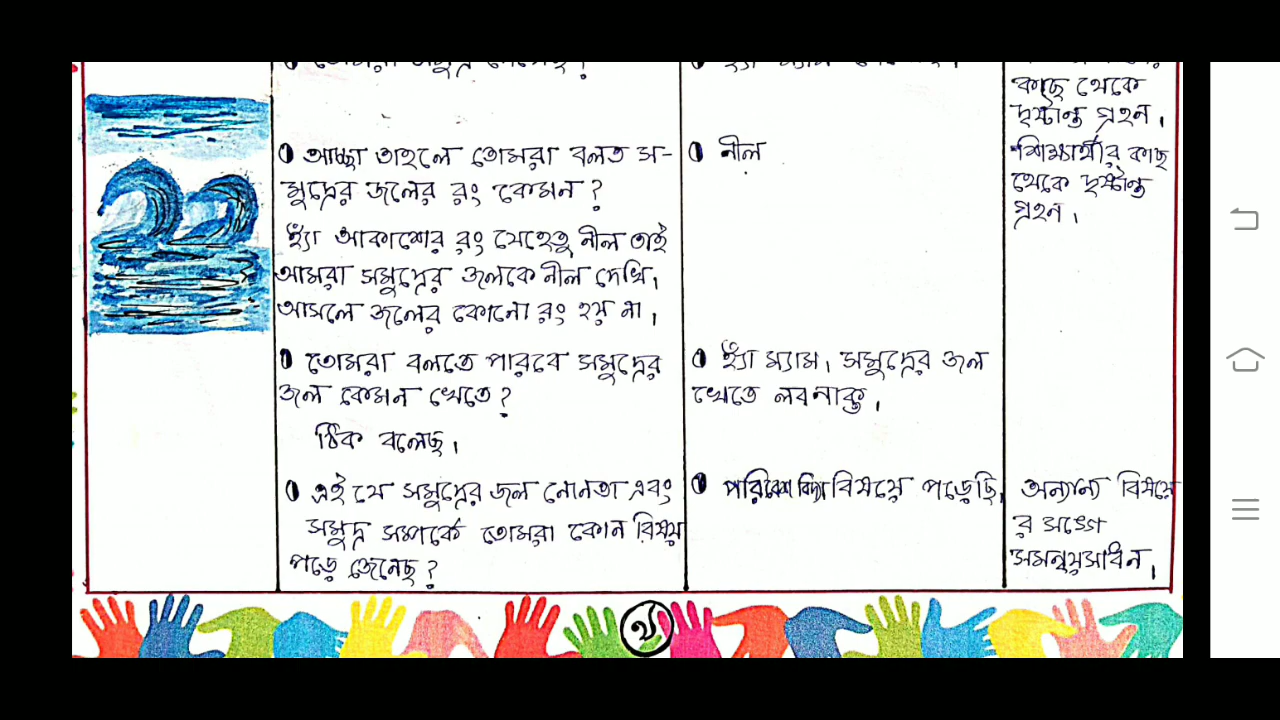 তোমরা সমুদ্র দেখেছ?
হ্যাঁ ম্যাম
কাছ থেকে
দৃষ্টান্ত গ্রহন।
আচ্ছা তাহলে তোমরা বলত স-
মুদ্রের জলের রং কেমন?
হ্যাঁ আকাশের রং যেহেতু নীল তাই
আমরা সমুদ্রের জলকে নীল দেখি।
আসলে জলের কোনো রং হয় না।
নীল
শিক্ষার্থীর কাছ
থেকে দৃষ্টান্ত
গ্রহন।
তোমরা বলতে পারবে সমুদ্রের
জল কেমন খেতে?
ঠিক বলেছ।
হ্যাঁ ম্যাম। সমুদ্রের জল
খেতে লবনাক্ত।
এই যে সমুদ্রের জল নোনতা এবং
সমুদ্র সম্পর্কে তোমরা কোন বিষয়
পড়ে জেনেছ?
পরিবেশ বিদ্যা বিষয়ে পড়েছি।
অন্যান্য বিষয়ে
র সঙ্গে
সমন্বয়সাধন।